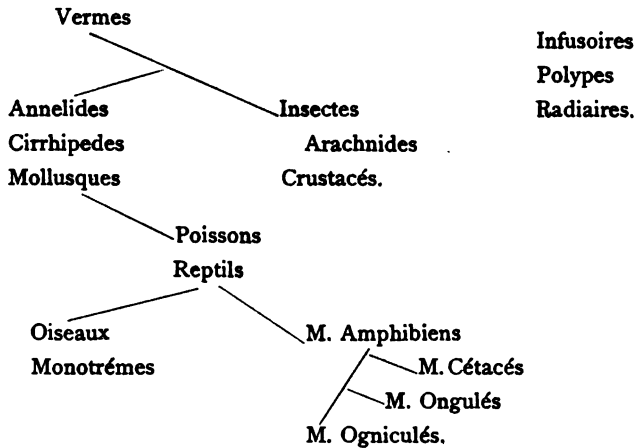 Vermes
Infusoires
Polypes
Radiaires.
Annelides
Cirrhipedes
Mollusques
Insectes
Arachnides
Crustacés.
Poissons
Reptils
Oiseaux
Monotrémes
M. Amphibiens
M. Cétacés
M. Ongulés
M. Ogniculés.